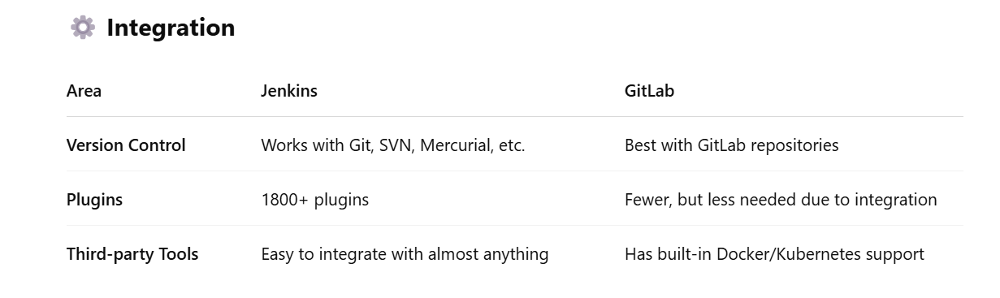 Integration
Area Jenkins GitLab
Version Control Works with Git, SVN, Mercurial, etc. Best with GitLab repositories
Plugins 1800+ plugins Fewer, but less needed due to integration
Third-party Tools Easy to integrate with almost anything Has built-in Docker/Kubernetes support